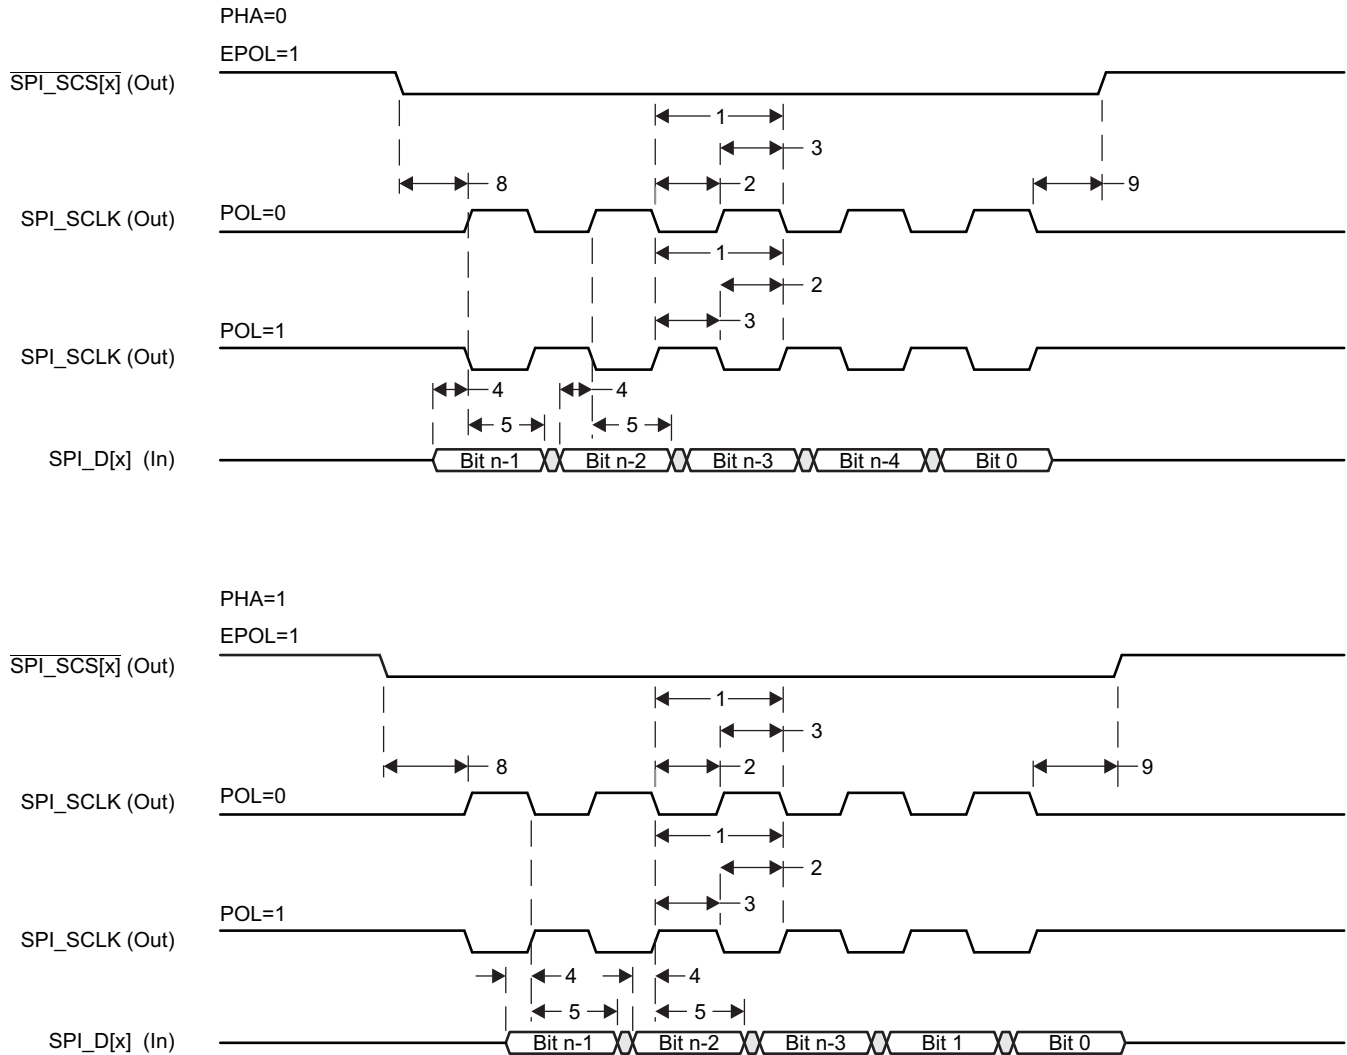 PHA=0
EPOL=1
SPI_SCS[x] (Out)
1
3
8
2
9
SPI_SCLK (Out)
POL=0
1
2
3
POL=1
SPI_SCLK (Out)
4
4
5
5
SPI_D[x] (In)
Bit n-1
Bit n-2
Bit n-3
Bit n-4
Bit 0
PHA=1
EPOL=1
SPI_SCS[x] (Out)
1
3
8
2
9
SPI_SCLK (Out)
POL=0
1
2
3
POL=1
SPI_SCLK (Out)
4
4
5
5
SPI_D[x] (In)
Bit n-1
Bit n-2
Bit n-3
Bit 1
Bit 0